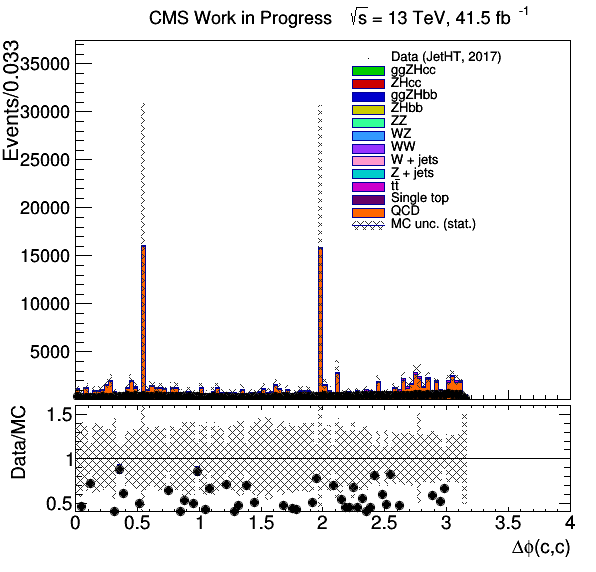 CMS Work in Progress √s = 13 TeV, 41.5 fb⁻¹
Events/0.033
35000
30000
25000
20000
15000
10000
5000
Data (JetHT, 2017)
ggZHcc
ZHcc
ggZHbb
ZHbb
ZZ
WZ
WW
W + jets
Z + jets
tt̄
Single top
QCD
MC unc. (stat.)
Data/MC
1.5
1
0.5
0 0.5 1 1.5 2 2.5 3 3.5 4
Δϕ(c,c)